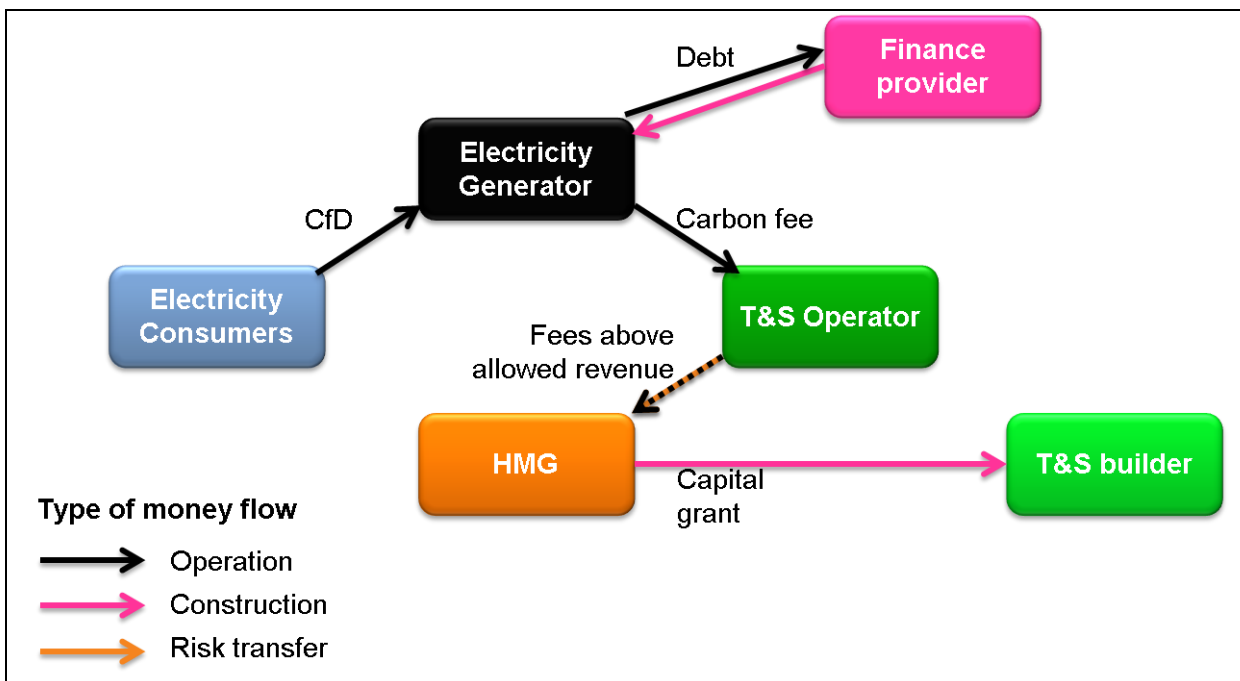 Debt
Finance
provider
Electricity
Generator
CfD
Carbon fee
Electricity
Consumers
T&S Operator
Fees above
allowed revenue
HMG
Capital
grant
T&S builder
Type of money flow
Operation
Construction
Risk transfer